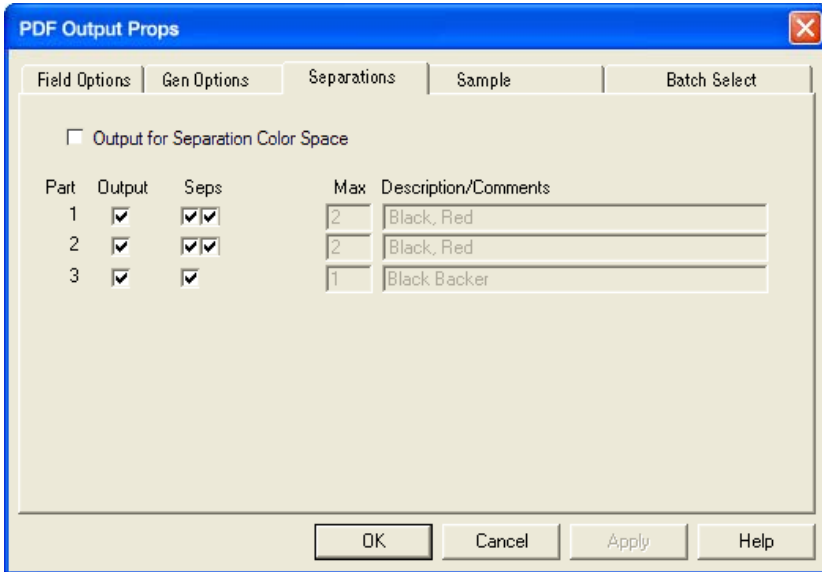 PDF Output Props
Field Options Gen Options Separations Sample Batch Select
Output for Separation Color Space
Part Output Seps Max Description/Comments
1 2 Black, Red
2 2 Black, Red
3 1 Black Backer
OK Cancel Apply Help